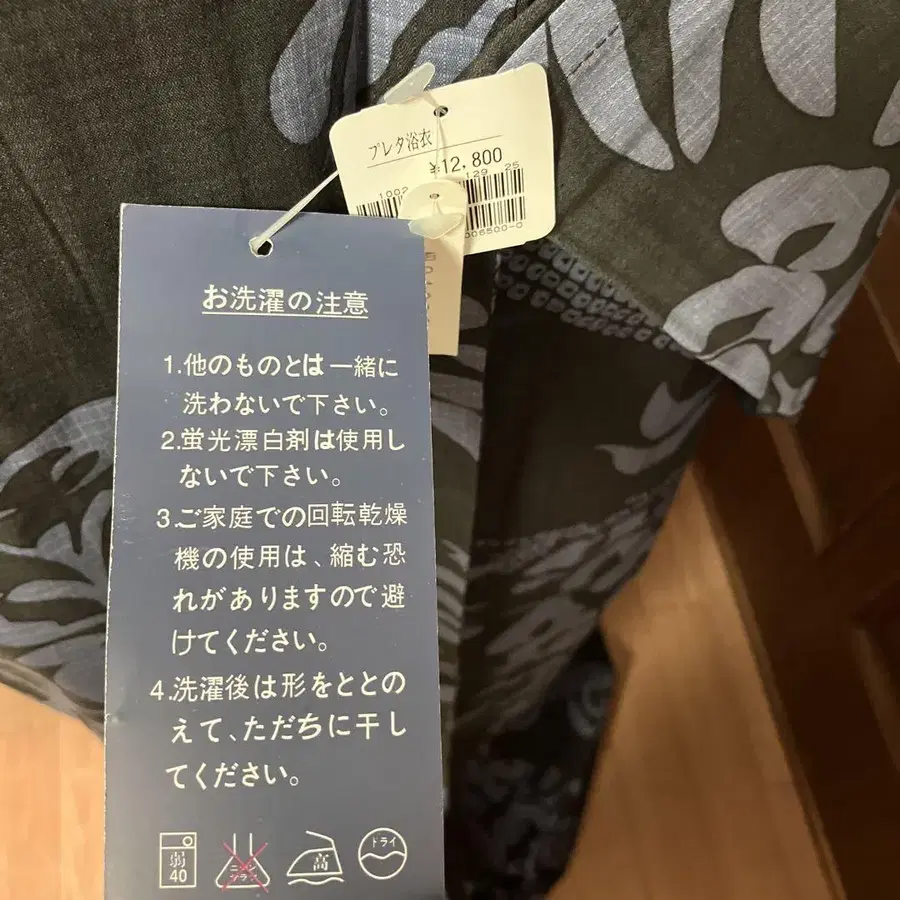 プレタ浴衣
¥12,800
1002
129 25
006500-0
お洗濯の注意
1.他のものとは一緒に
洗わないで下さい。
2.蛍光漂白剤は使用し
ないで下さい。
3.ご家庭での回転乾燥
機の使用は、縮む恐
れがありますので避
けてください。
4.洗濯後は形をととの
えて、ただちに干し
てください。
弱
40
高
ドライ